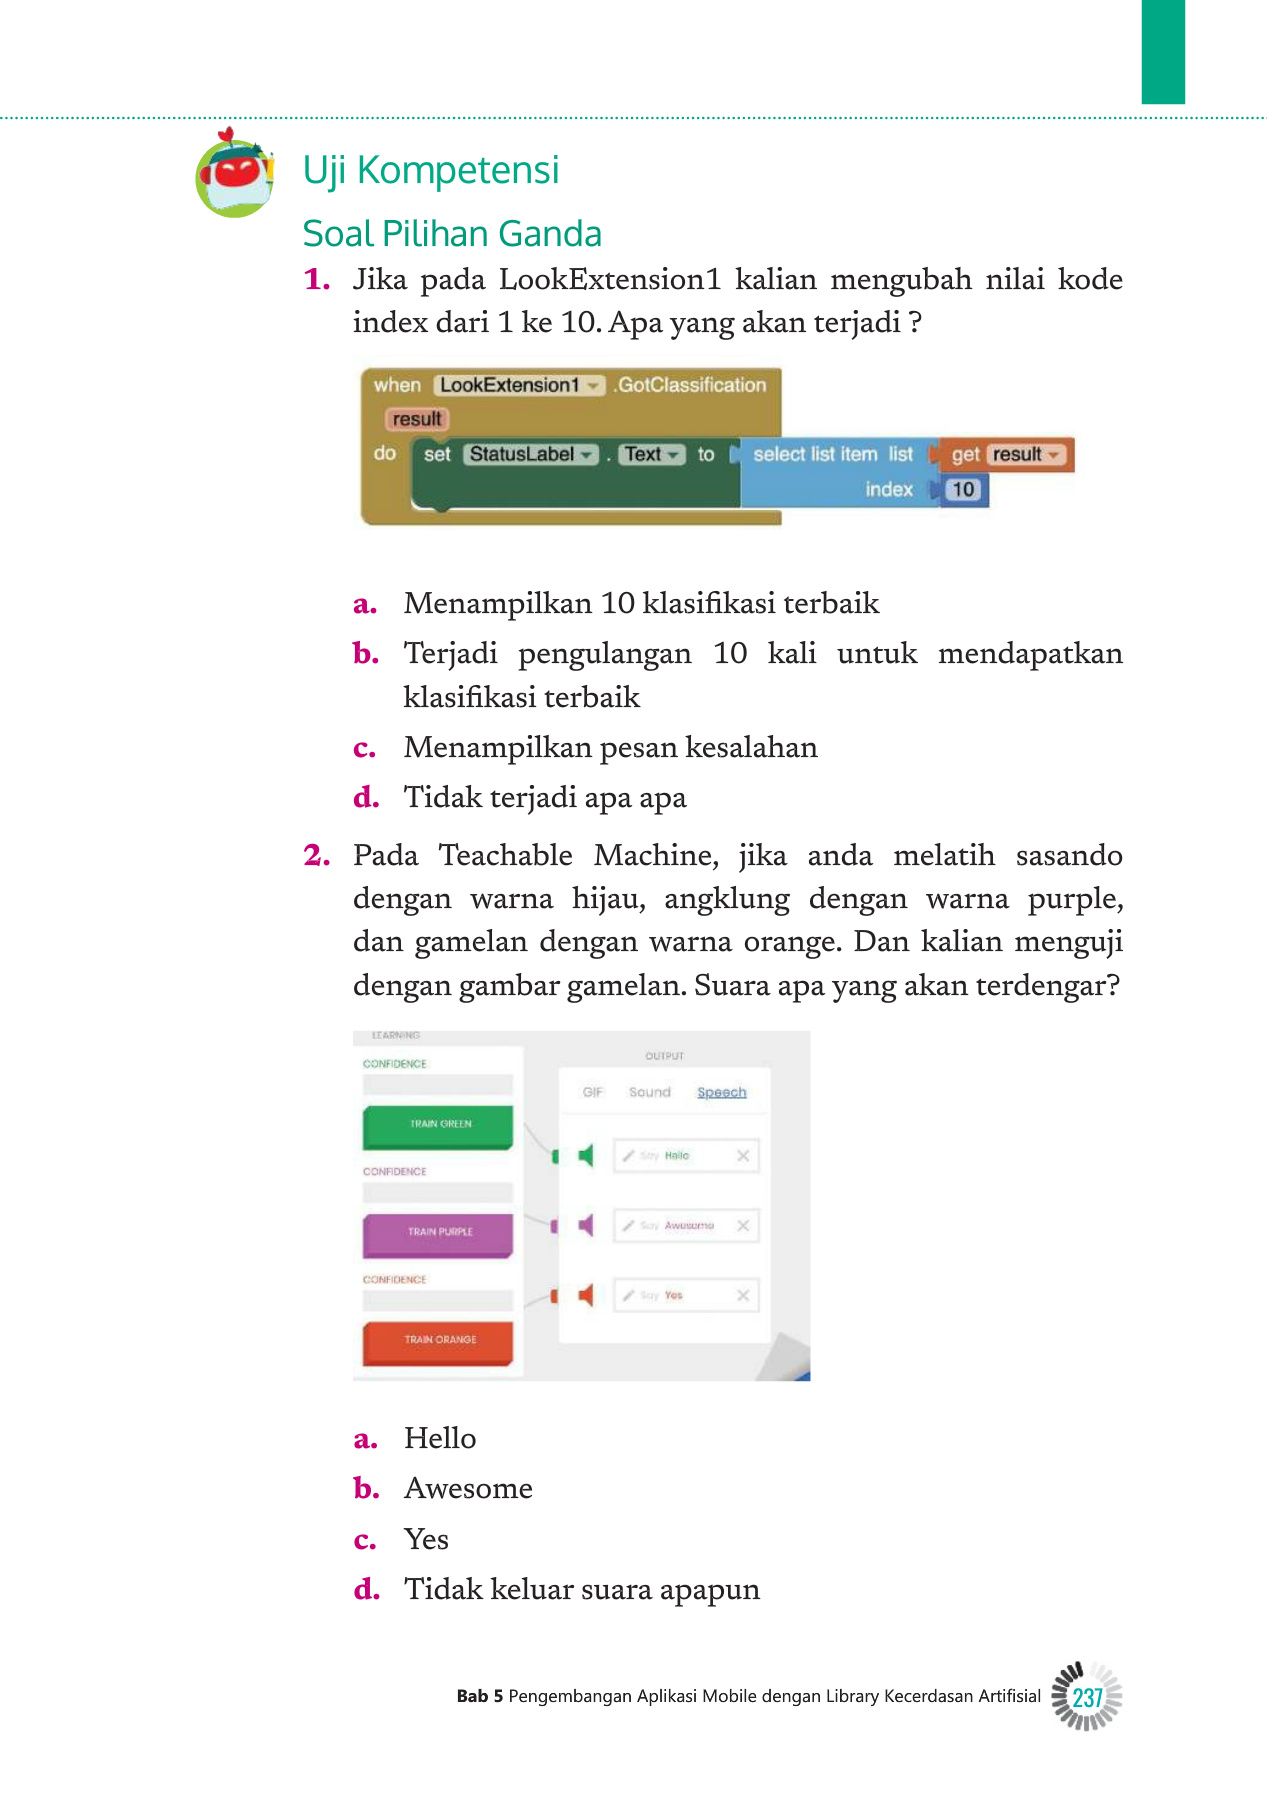 Uji Kompetensi
Soal Pilihan Ganda
1. Jika pada LookExtension1 kalian mengubah nilai kode
index dari 1 ke 10. Apa yang akan terjadi ?
when LookExtension1 .GotClassification
result
do set StatusLabel . Text to select list item list get result
index 10
a. Menampilkan 10 klasifikasi terbaik
b. Terjadi pengulangan 10 kali untuk mendapatkan
klasifikasi terbaik
c. Menampilkan pesan kesalahan
d. Tidak terjadi apa apa
2. Pada Teachable Machine, jika anda melatih sasando
dengan warna hijau, angklung dengan warna purple,
dan gamelan dengan warna orange. Dan kalian menguji
dengan gambar gamelan. Suara apa yang akan terdengar?
LEARNING
CONFIDENCE
TRAIN GREEN
CONFIDENCE
TRAIN PURPLE
CONFIDENCE
TRAIN ORANGE
OUTPUT
GIF Sound Speech
Say Hello
Say Awesome
Say Yes
a. Hello
b. Awesome
c. Yes
d. Tidak keluar suara apapun
Bab 5 Pengembangan Aplikasi Mobile dengan Library Kecerdasan Artifisial 237